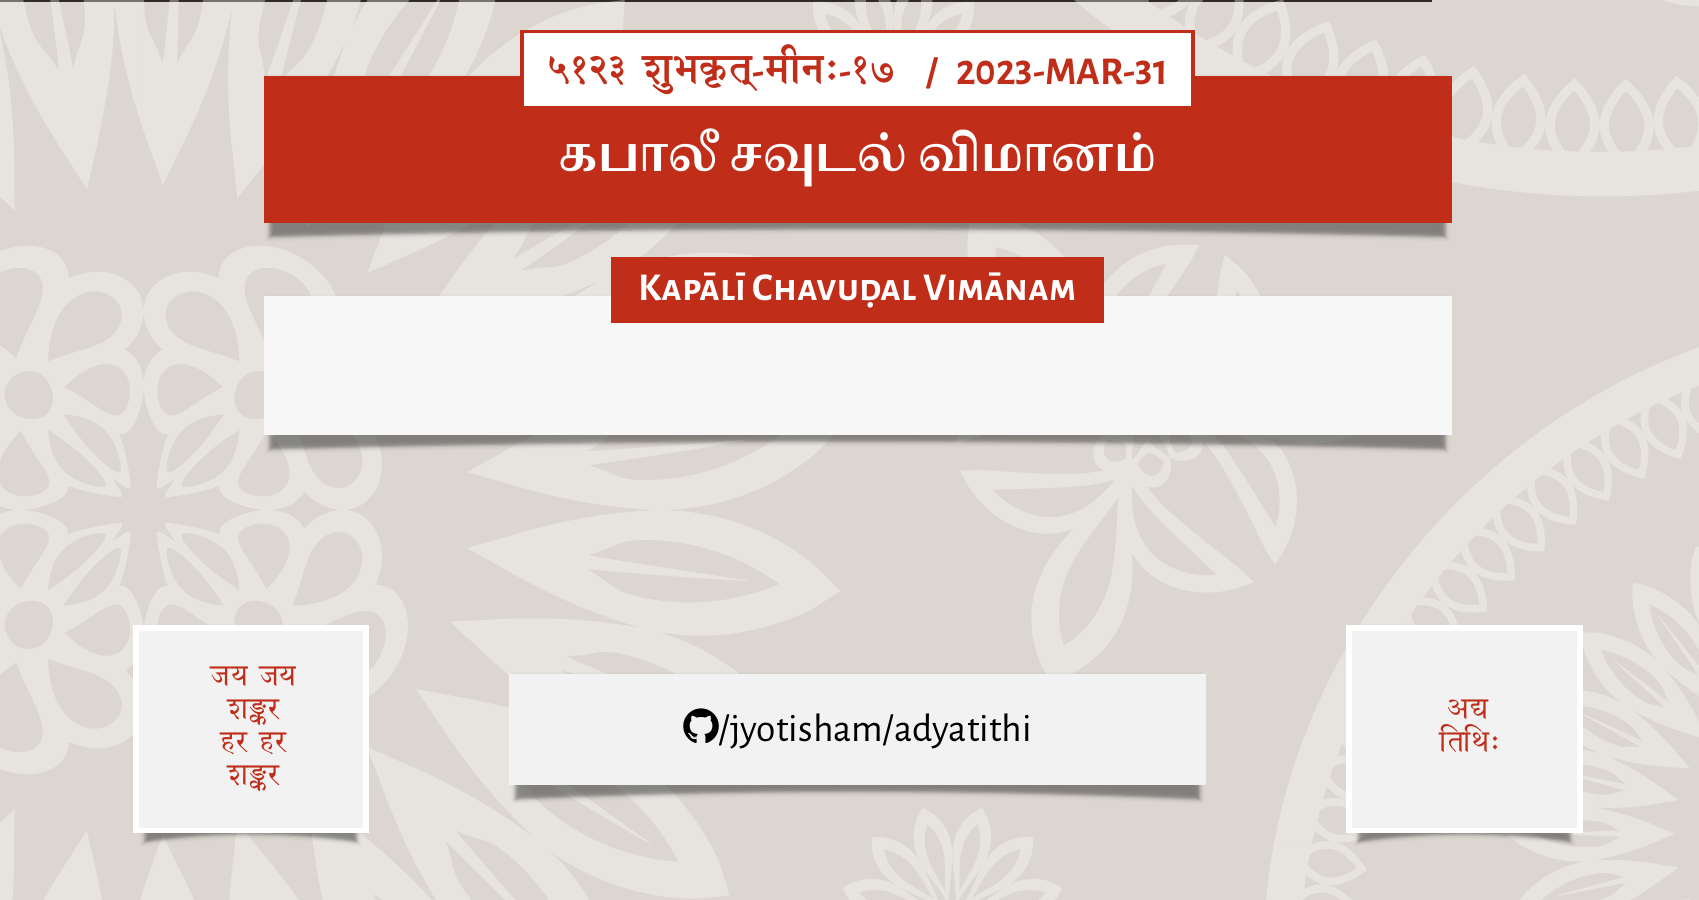 ५१२३ शुभकृत्-मीनः-१७ / 2023-MAR-31
கபாலீ சவுடல் விமானம்
Kapālī Chavuḍal Vimānam
जय जय
शङ्कर
हर हर
शङ्कर
/jyotisham/adyatithi
अद्य
तिथिः